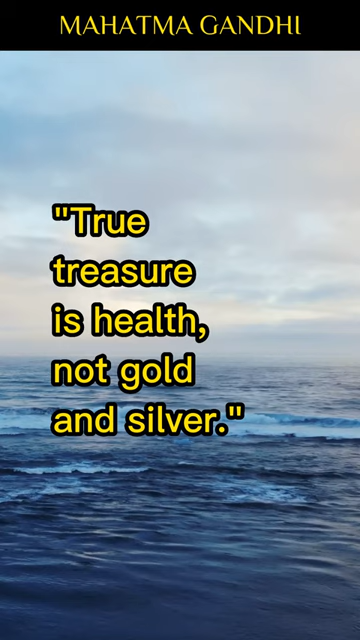 MAHATMA GANDHI
"True
treasure
is health,
not gold
and silver."